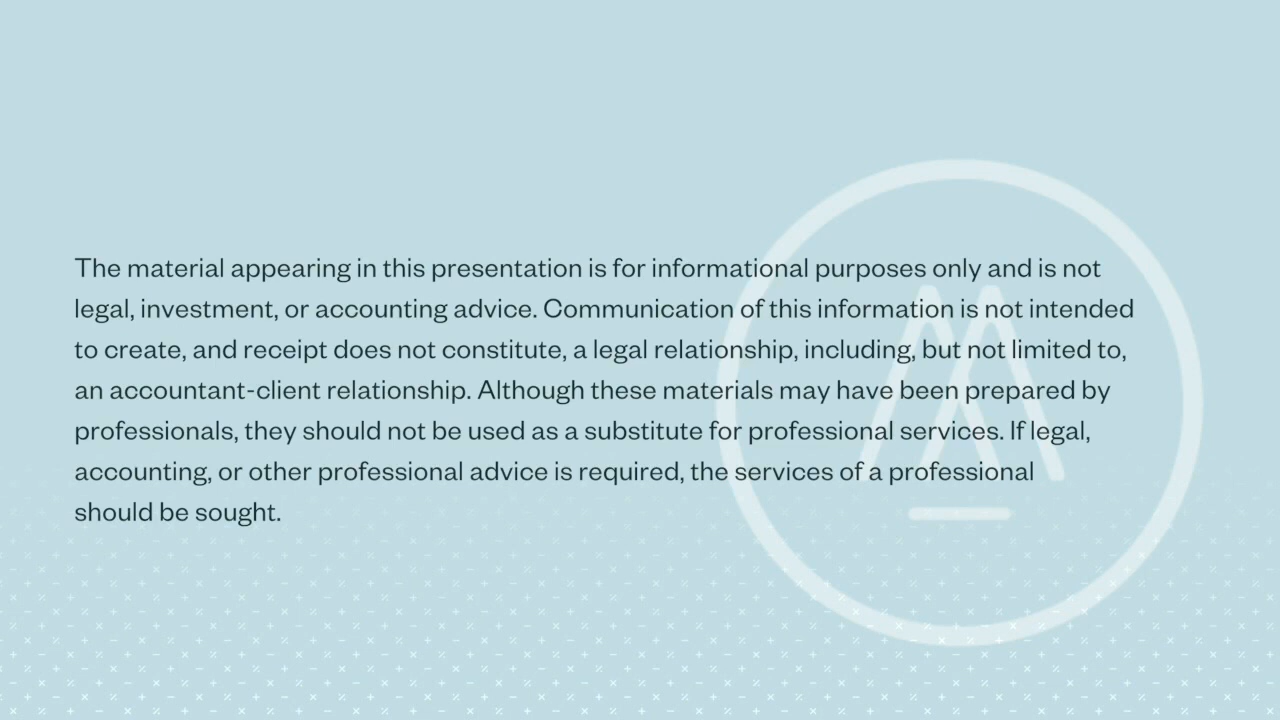 The material appearing in this presentation is for informational purposes only and is not
legal, investment, or accounting advice. Communication of this information is not intended
to create, and receipt does not constitute, a legal relationship, including, but not limited to,
an accountant-client relationship. Although these materials may have been prepared by
professionals, they should not be used as a substitute for professional services. If legal,
accounting, or other professional advice is required, the services of a professional
should be sought.